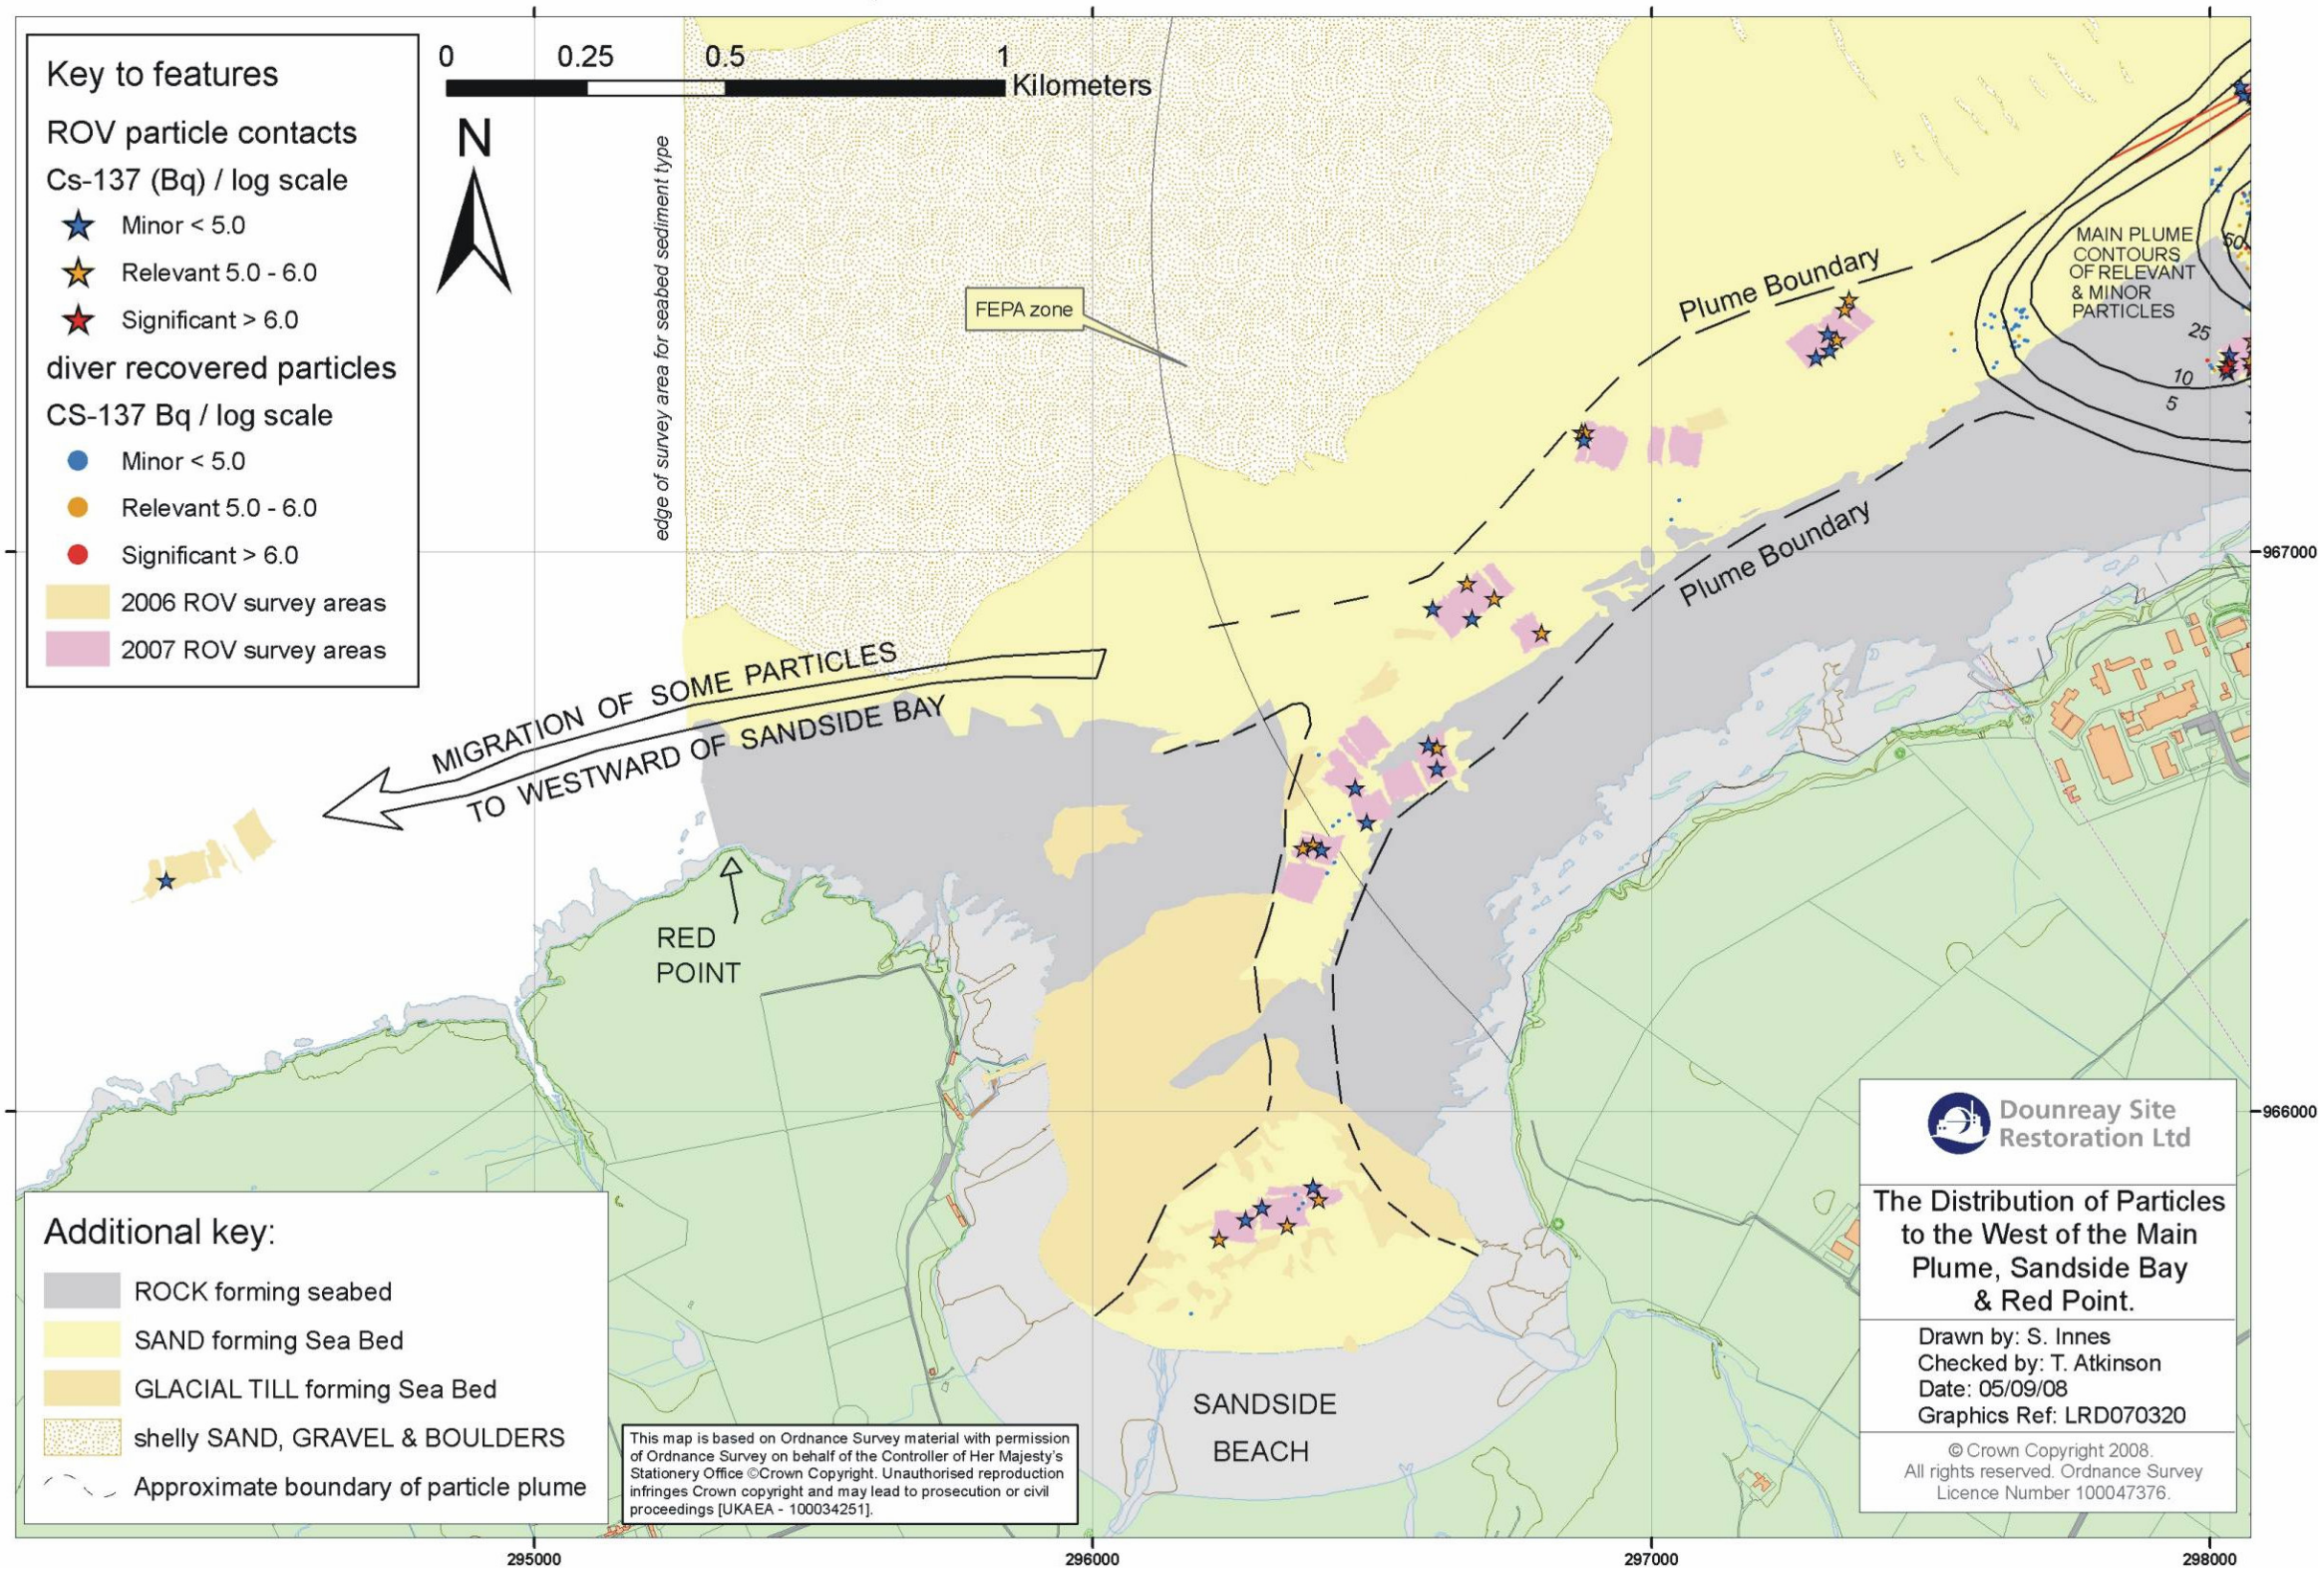 Key to features
ROV particle contacts
Cs-137 (Bq) / log scale
Minor < 5.0
Relevant 5.0 - 6.0
Significant > 6.0
diver recovered particles
CS-137 Bq / log scale
Minor < 5.0
Relevant 5.0 - 6.0
Significant > 6.0
2006 ROV survey areas
2007 ROV survey areas
0 0.25 0.5 1
Kilometers
N
edge of survey area for seabed sediment type
FEPA zone
Plume Boundary
MAIN PLUME
CONTOURS
OF RELEVANT
& MINOR
PARTICLES
50
25
10
5
Plume Boundary
967000
MIGRATION OF SOME PARTICLES
TO WESTWARD OF SANDSIDE BAY
RED
POINT
966000
SANDSIDE
BEACH
Additional key:
ROCK forming seabed
SAND forming Sea Bed
GLACIAL TILL forming Sea Bed
shelly SAND, GRAVEL & BOULDERS
Approximate boundary of particle plume
This map is based on Ordnance Survey material with permission
of Ordnance Survey on behalf of the Controller of Her Majesty's
Stationery Office ©Crown Copyright. Unauthorised reproduction
infringes Crown copyright and may lead to prosecution or civil
proceedings [UKAEA - 100034251].
Dounreay Site
Restoration Ltd
The Distribution of Particles
to the West of the Main
Plume, Sandside Bay
& Red Point.
Drawn by: S. Innes
Checked by: T. Atkinson
Date: 05/09/08
Graphics Ref: LRD070320
© Crown Copyright 2008.
All rights reserved. Ordnance Survey
Licence Number 100047376.
295000 296000 297000 298000